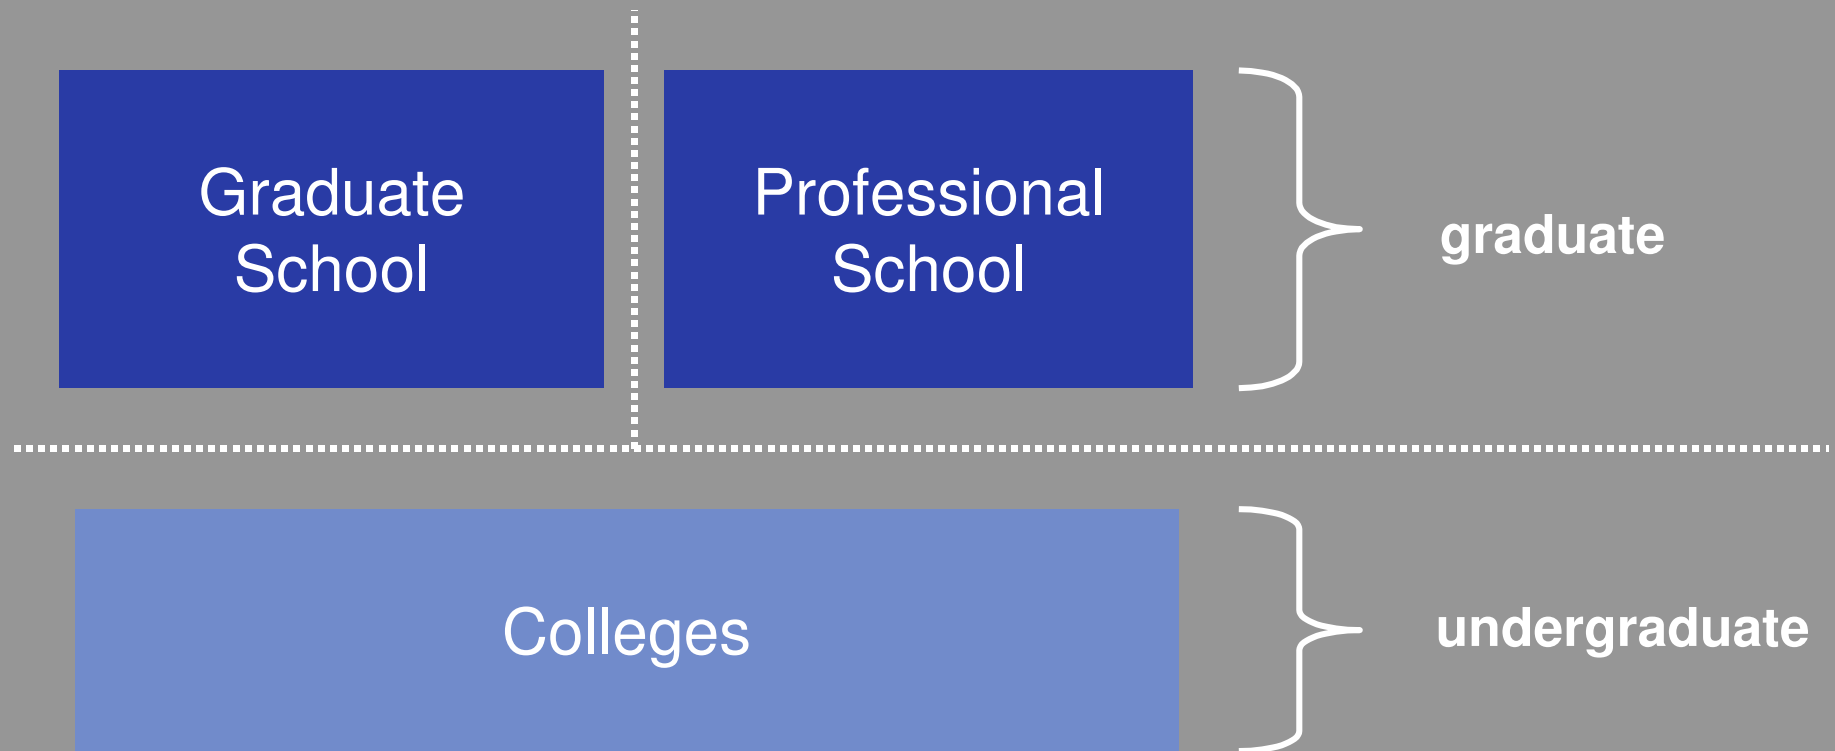 Graduate
School
Professional
School
graduate
Colleges
undergraduate